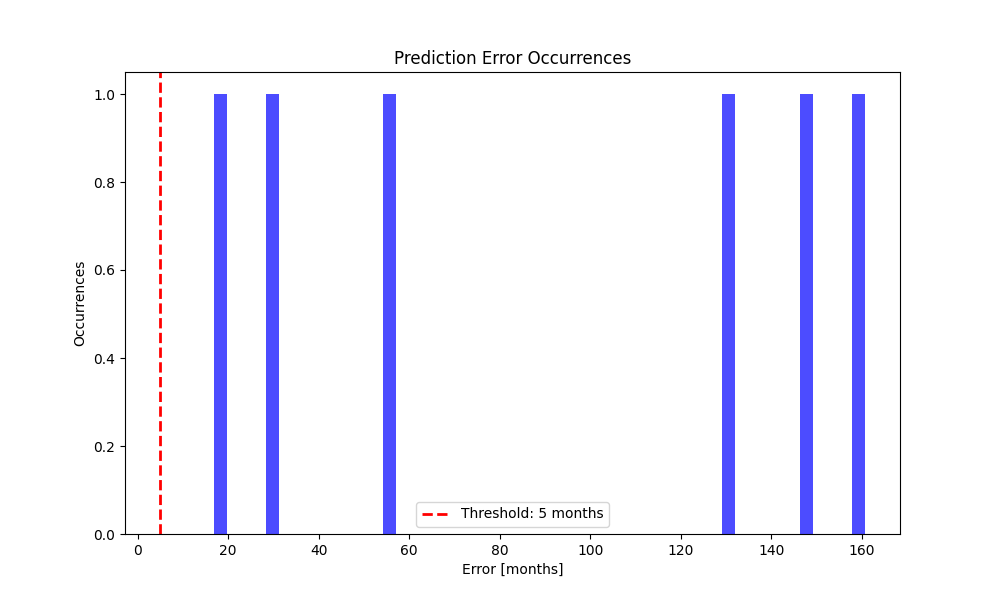 Prediction Error Occurrences
1.0
0.8
0.6
0.4
0.2
0.0
Occurrences
Threshold: 5 months
0 20 40 60 80 100 120 140 160
Error [months]